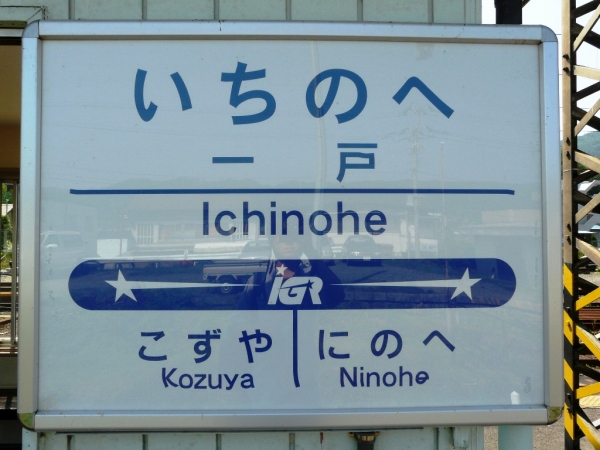 いちのへ
一戸
Ichinohe
IGR
こずや にのへ
Kozuya Ninohe